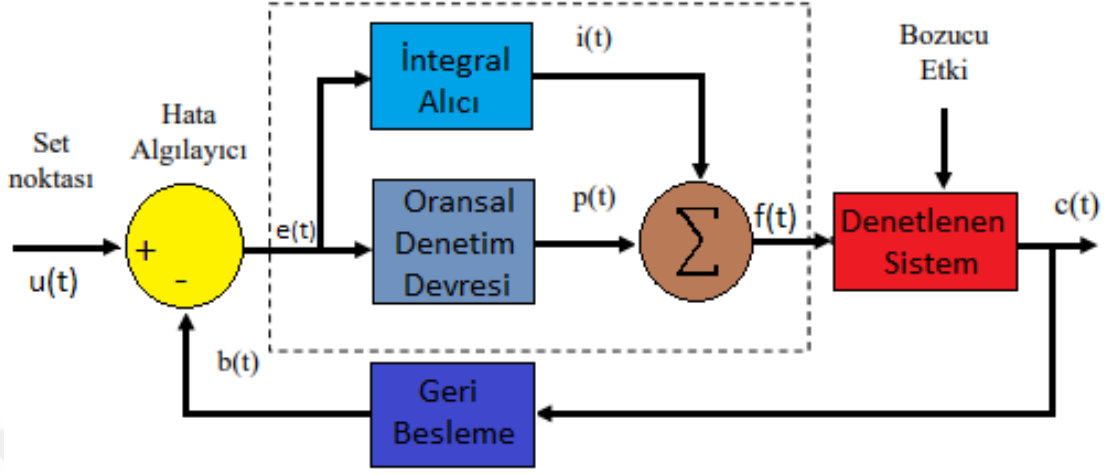 Set
noktası
u(t)
Hata
Algılayıcı
+
-
b(t)
e(t)
İntegral
Alıcı
i(t)
Oransal
Denetim
Devresi
p(t)
∑
f(t)
Bozucu
Etki
Denetlenen
Sistem
c(t)
Geri
Besleme